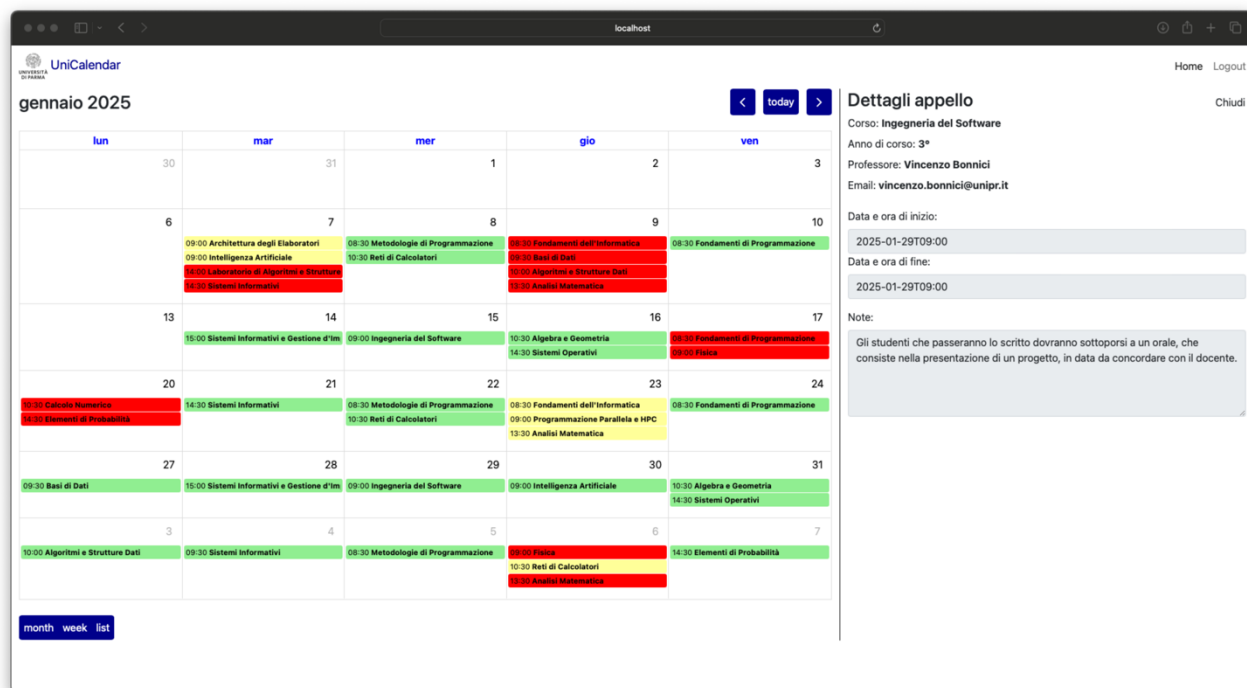 localhost
UNIVERSITÀ
DI PARMA
UniCalendar
Home Logout
gennaio 2025
today
lun mar mer gio ven
30 31 1 2 3
6 7 8 9 10
09:00 Architettura degli Elaboratori
09:00 Intelligenza Artificiale
14:00 Laboratorio di Algoritmi e Strutture
14:30 Sistemi Informativi
08:30 Metodologie di Programmazione
10:30 Reti di Calcolatori
08:30 Fondamenti dell'Informatica
09:30 Basi di Dati
10:00 Algoritmi e Strutture Dati
13:30 Analisi Matematica
08:30 Fondamenti di Programmazione
13 14 15 16 17
15:00 Sistemi Informativi e Gestione d'Im
09:00 Ingegneria del Software
10:30 Algebra e Geometria
14:30 Sistemi Operativi
08:30 Fondamenti di Programmazione
09:00 Fisica
20 21 22 23 24
10:30 Calcolo Numerico
14:30 Elementi di Probabilità
14:30 Sistemi Informativi
08:30 Metodologie di Programmazione
10:30 Reti di Calcolatori
08:30 Fondamenti dell'Informatica
09:00 Programmazione Parallela e HPC
13:30 Analisi Matematica
08:30 Fondamenti di Programmazione
27 28 29 30 31
09:30 Basi di Dati
15:00 Sistemi Informativi e Gestione d'Im
09:00 Ingegneria del Software
09:00 Intelligenza Artificiale
10:30 Algebra e Geometria
14:30 Sistemi Operativi
3 4 5 6 7
10:00 Algoritmi e Strutture Dati
09:30 Sistemi Informativi
08:30 Metodologie di Programmazione
09:00 Fisica
10:30 Reti di Calcolatori
13:30 Analisi Matematica
14:30 Elementi di Probabilità
month week list
Dettagli appello
Chiudi
Corso: Ingegneria del Software
Anno di corso: 3°
Professore: Vincenzo Bonnici
Email: vincenzo.bonnici@unipr.it
Data e ora di inizio:
2025-01-29T09:00
Data e ora di fine:
2025-01-29T09:00
Note:
Gli studenti che passeranno lo scritto dovranno sottoporsi a un orale, che
consiste nella presentazione di un progetto, in data da concordare con il docente.